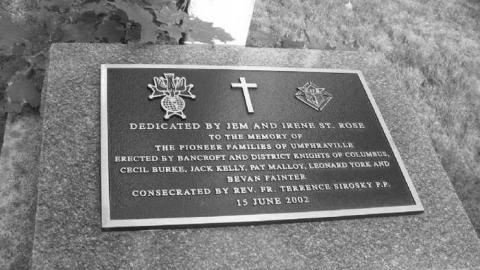 DEDICATED BY JEM AND IRENE ST. ROSE
TO THE MEMORY OF
THE PIONEER FAMILIES OF UMPHRAVILLE
ERECTED BY BANCROFT AND DISTRICT KNIGHTS OF COLUMBUS,
CECIL BURKE, JACK KELLY, PAT MALLOY, LEONARD YORK AND
BEVAN PAINTER
CONSECRATED BY REV. FR. TERRENCE SIROSKY P.P.
15 JUNE 2002